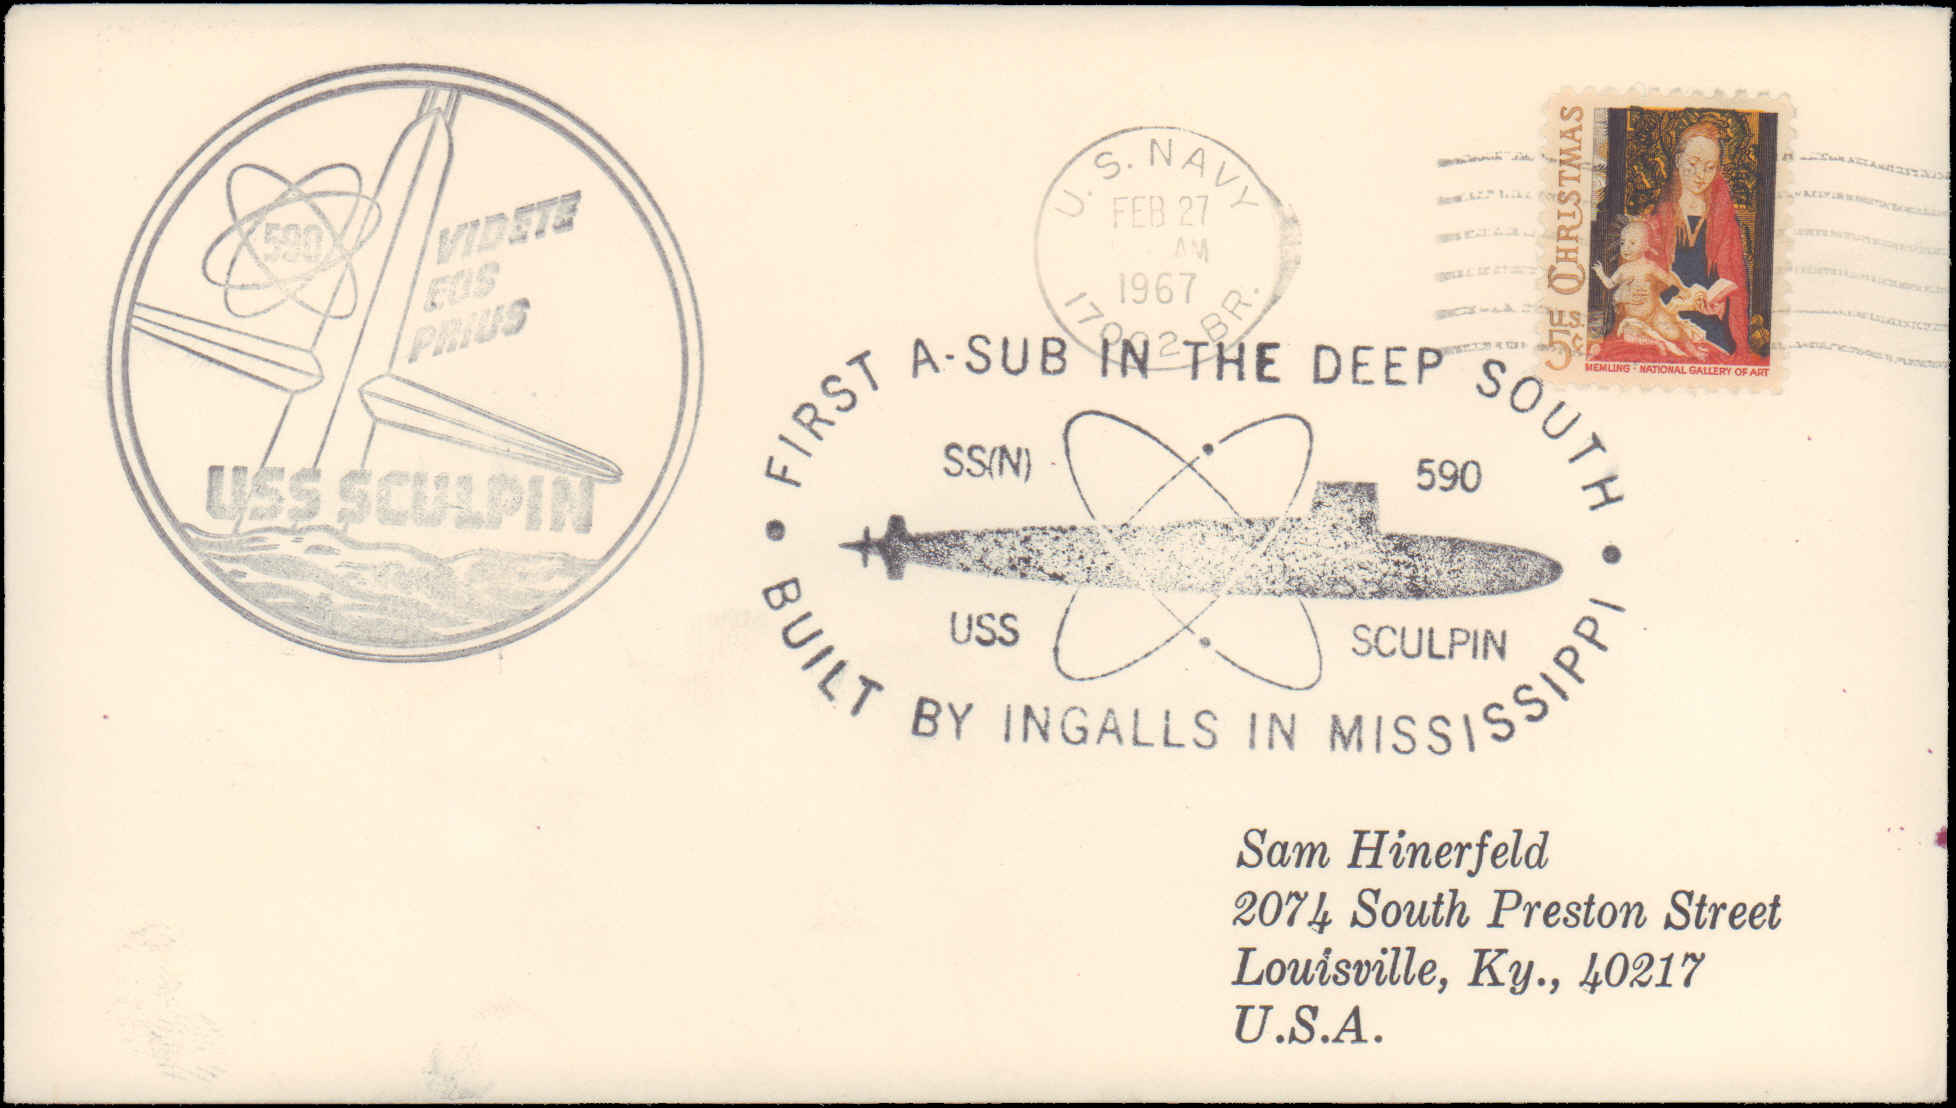 590
VIDETE
EOS
PRIUS
USS SCULPIN
U.S. NAVY
FEB 27
AM
1967
17002 BR.
5¢ U.S. CHRISTMAS
MEMLING · NATIONAL GALLERY OF ART
• FIRST A-SUB IN THE DEEP SOUTH •
SS(N) 590
USS SCULPIN
BUILT BY INGALLS IN MISSISSIPPI
Sam Hinerfeld
2074 South Preston Street
Louisville, Ky., 40217
U.S.A.